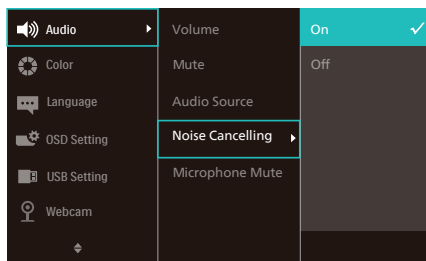 Audio
Color
Language
OSD Setting
USB Setting
Webcam
Volume
Mute
Audio Source
Noise Cancelling
Microphone Mute
On
Off